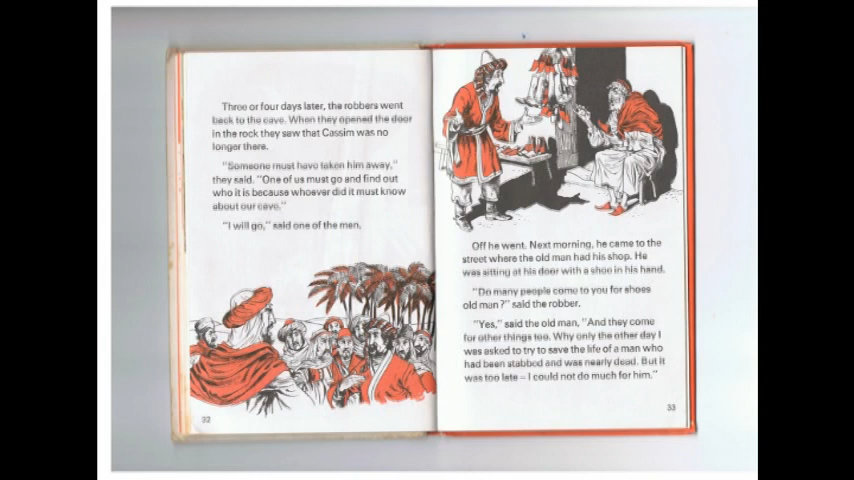 Three or four days later, the robbers went
back to the cave. When they opened the door
in the rock they saw that Cassim was no
longer there.
"Someone must have taken him away,"
they said. "One of us must go and find out
who it is because whoever did it must know
about our cave."
"I will go," said one of the men.
32
Off he went. Next morning, he came to the
street where the old man had his shop. He
was sitting at his door with a shoe in his hand.
"Do many people come to you for shoes
old man?" said the robber.
"Yes," said the old man, "And they come
for other things too. Why only the other day I
was asked to try to save the life of a man who
had been stabbed and was nearly dead. But it
was too late – I could not do much for him."
33